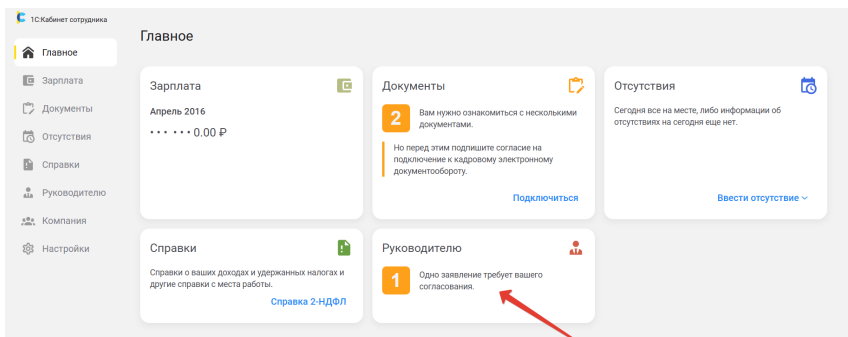 1С:Кабинет сотрудника
Главное
Зарплата
Документы
Отсутствия
Справки
Руководителю
Компания
Настройки
Главное
Зарплата
Апрель 2016
• • • • • • 0.00 ₽
Документы
2
Вам нужно ознакомиться с несколькими
документами.
Но перед этим подпишите согласие на
подключение к кадровому электронному
документообороту.
Подключиться
Отсутствия
Сегодня все на месте, либо информации об
отсутствиях на сегодня еще нет.
Ввести отсутствие
Справки
Справки о ваших доходах и удержанных налогах и
другие справки с места работы.
Справка 2-НДФЛ
Руководителю
1
Одно заявление требует вашего
согласования.